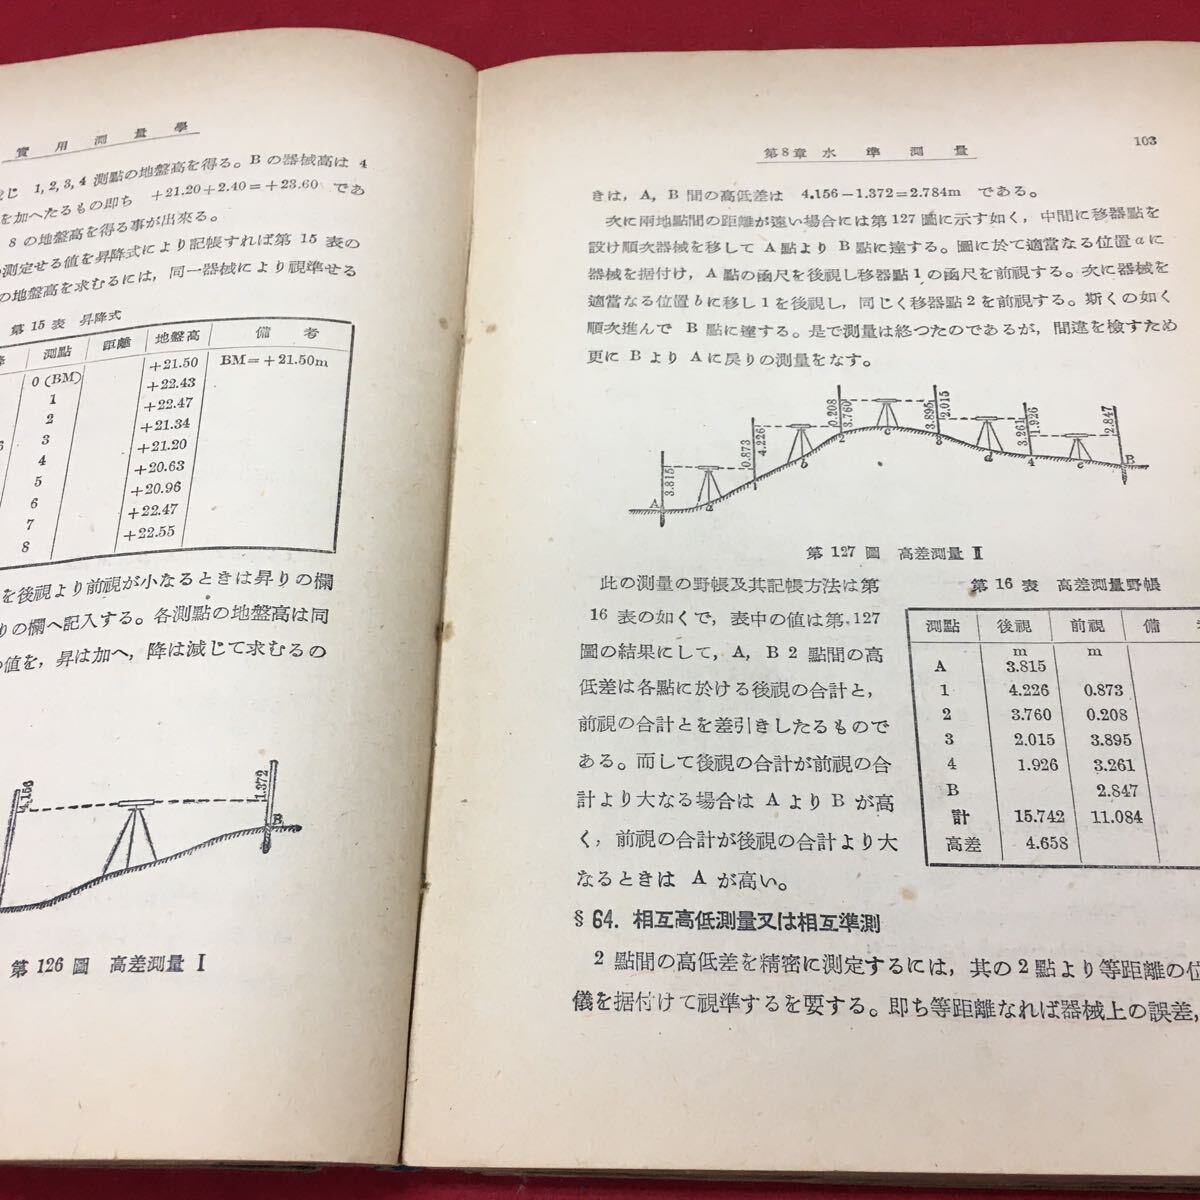 實用測量學
じ 1,2,3,4 測點の地盤高を得る。Bの器械高は 4
を加へたるもの即ち +21.20+2.40=+23.60 であ
8の地盤高を得る事が出來る。
測定せる値を昇降式により記帳すれば第 15 表の
の地盤高を求むるには，同一器械により視準せる
第15表 昇降式
降 測點 距離 地盤高 備考
0 (BM) +21.50 BM=+21.50m
1 +22.43
2 +22.47
3 +21.34
4 +21.20
5 +20.63
6 +20.96
7 +22.47
8 +22.55
を後視より前視が小なるときは昇りの欄
りの欄へ記入する。各測點の地盤高は同
値を，昇は加へ，降は減じて求むるの
4.156
1.372
B
第 126 圖 高差測量 I
第8章 水準測量
103
きは，A, B 間の高低差は 4.156−1.372=2.784m である。
次に兩地點間の距離が遠い場合には第 127 圖に示す如く，中間に移器點を
設け順次器械を移して A點より B點に達する。圖に於て適當なる位置 a に
器械を据付け，A 點の函尺を後視し移器點 1 の函尺を前視する。次に器械を
適當なる位置 b に移し 1 を後視し，同じく移器點 2 を前視する。斯くの如く
順次進んで B 點に達する。是で測量は終つたのであるが，間違を檢すため
更に B より A に戾りの測量をなす。
A 3.815 a 0.873 4.226 b 0.208 3.760 2 c 3.895 2.015 3 d 3.261 1.926 4 e 2.847 B
第 127 圖 高差測量 II
此の測量の野帳及其記帳方法は第
16 表の如くで，表中の値は第 127
圖の結果にして，A, B 2 點間の高
低差は各點に於ける後視の合計と，
前視の合計とを差引きしたるもので
ある。而して後視の合計が前視の合
計より大なる場合は A より B が高
く，前視の合計が後視の合計より大
なるときは A が高い。
第 16 表 高差測量野帳
測點 後視 前視 備
m m
A 3.815
1 4.226 0.873
2 3.760 0.208
3 2.015 3.895
4 1.926 3.261
B 2.847
計 15.742 11.084
高差 4.658
§ 64. 相互高低測量又は相互準測
2 點間の高低差を精密に測定するには，其の 2 點より等距離の位
儀を据付けて視準するを要する。即ち等距離なれば器械上の誤差，